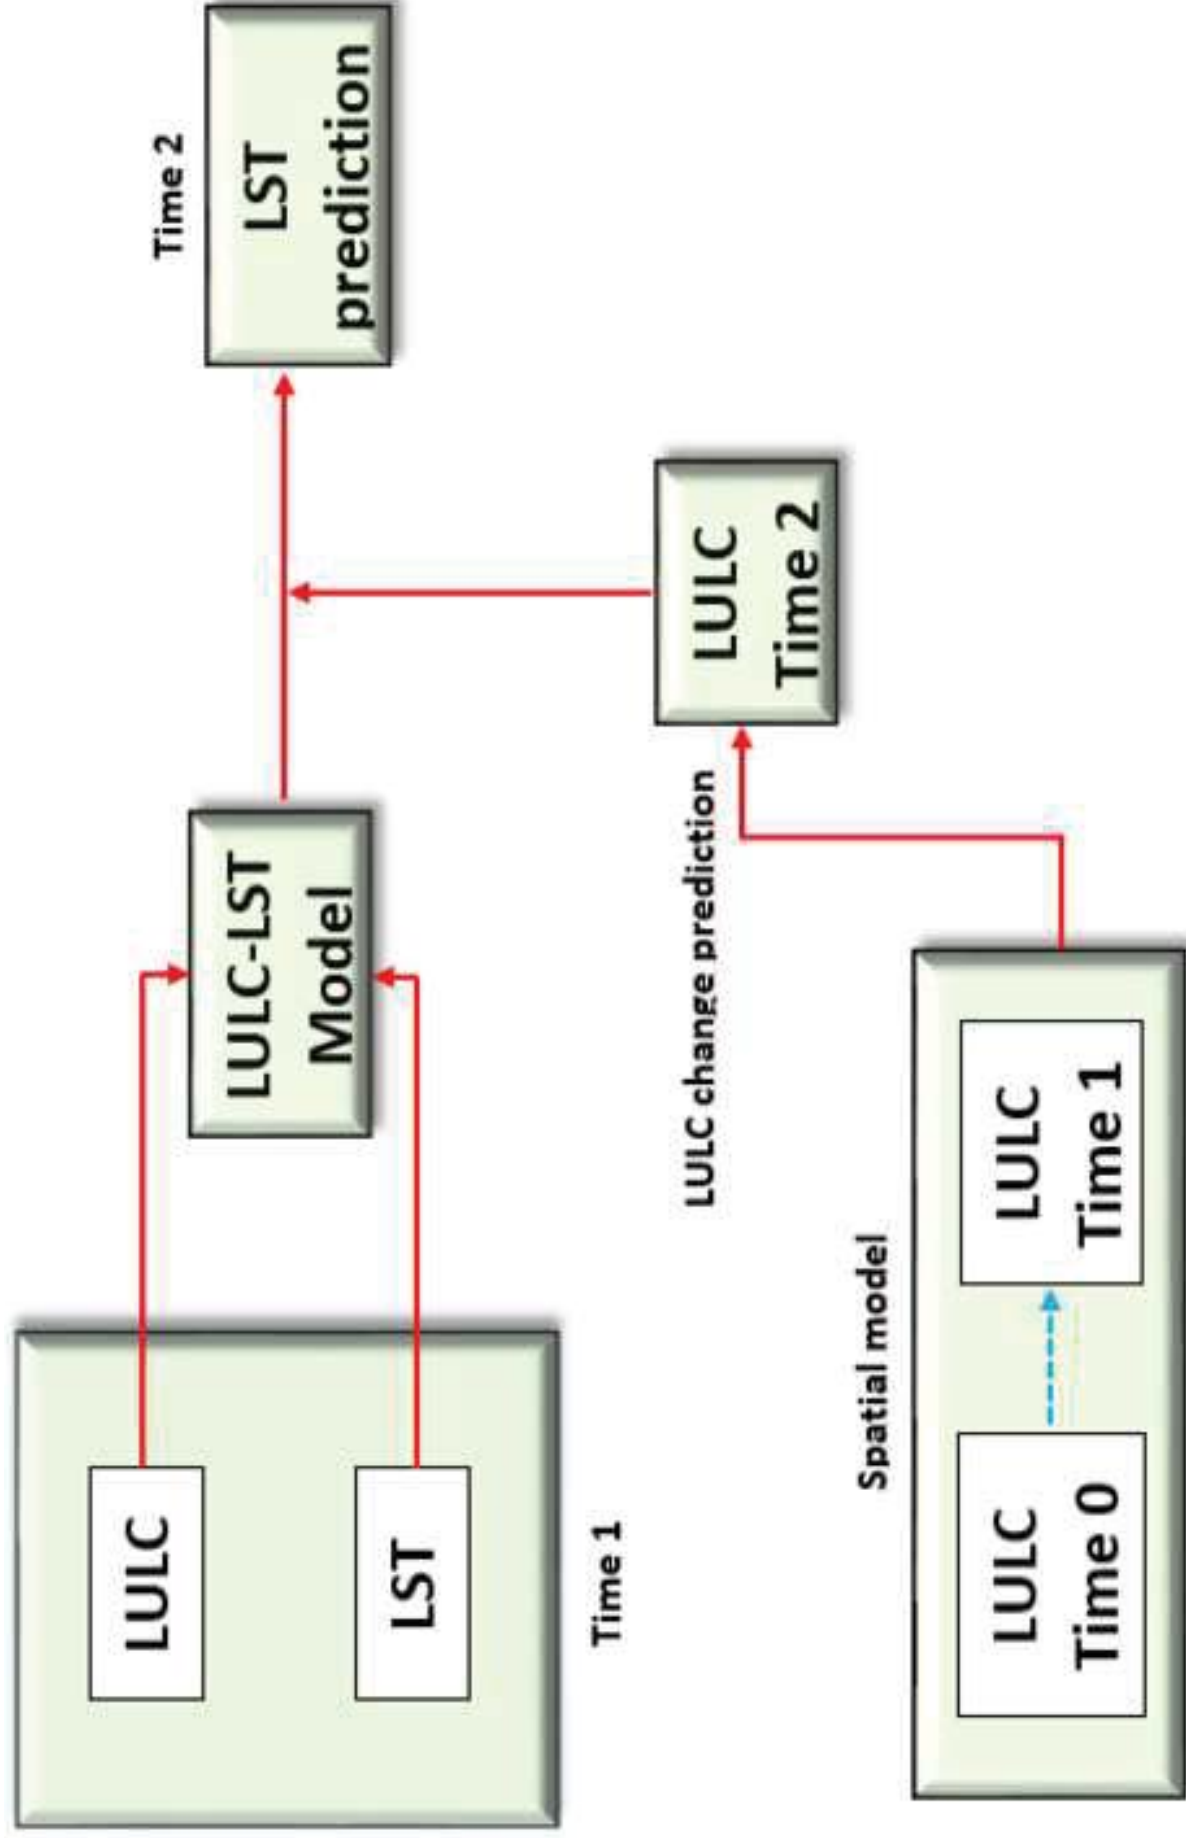 LULC
LST
Time 1
LULC-LST
Model
Time 2
LST
prediction
LULC change prediction
LULC
Time 2
Spatial model
LULC
Time 0
LULC
Time 1